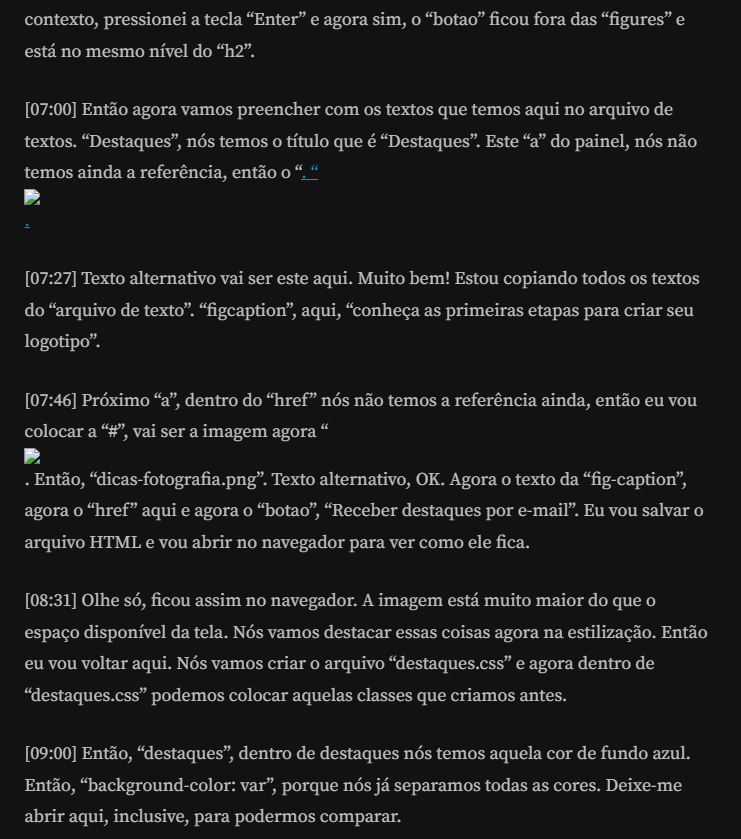 contexto, pressionei a tecla “Enter” e agora sim, o “botao” ficou fora das “figures” e
está no mesmo nível do “h2”.
[07:00] Então agora vamos preencher com os textos que temos aqui no arquivo de
textos. “Destaques”, nós temos o título que é “Destaques”. Este “a” do painel, nós não
temos ainda a referência, então o “. “
.
[07:27] Texto alternativo vai ser este aqui. Muito bem! Estou copiando todos os textos
do “arquivo de texto”. “figcaption”, aqui, “conheça as primeiras etapas para criar seu
logotipo”.
[07:46] Próximo “a”, dentro do “href” nós não temos a referência ainda, então eu vou
colocar a “#”, vai ser a imagem agora “
. Então, “dicas-fotografia.png”. Texto alternativo, OK. Agora o texto da “fig-caption”,
agora o “href” aqui e agora o “botao”, “Receber destaques por e-mail”. Eu vou salvar o
arquivo HTML e vou abrir no navegador para ver como ele fica.
[08:31] Olhe só, ficou assim no navegador. A imagem está muito maior do que o
espaço disponível da tela. Nós vamos destacar essas coisas agora na estilização. Então
eu vou voltar aqui. Nós vamos criar o arquivo “destaques.css” e agora dentro de
“destaques.css” podemos colocar aquelas classes que criamos antes.
[09:00] Então, “destaques”, dentro de destaques nós temos aquela cor de fundo azul.
Então, “background-color: var”, porque nós já separamos todas as cores. Deixe-me
abrir aqui, inclusive, para podermos comparar.